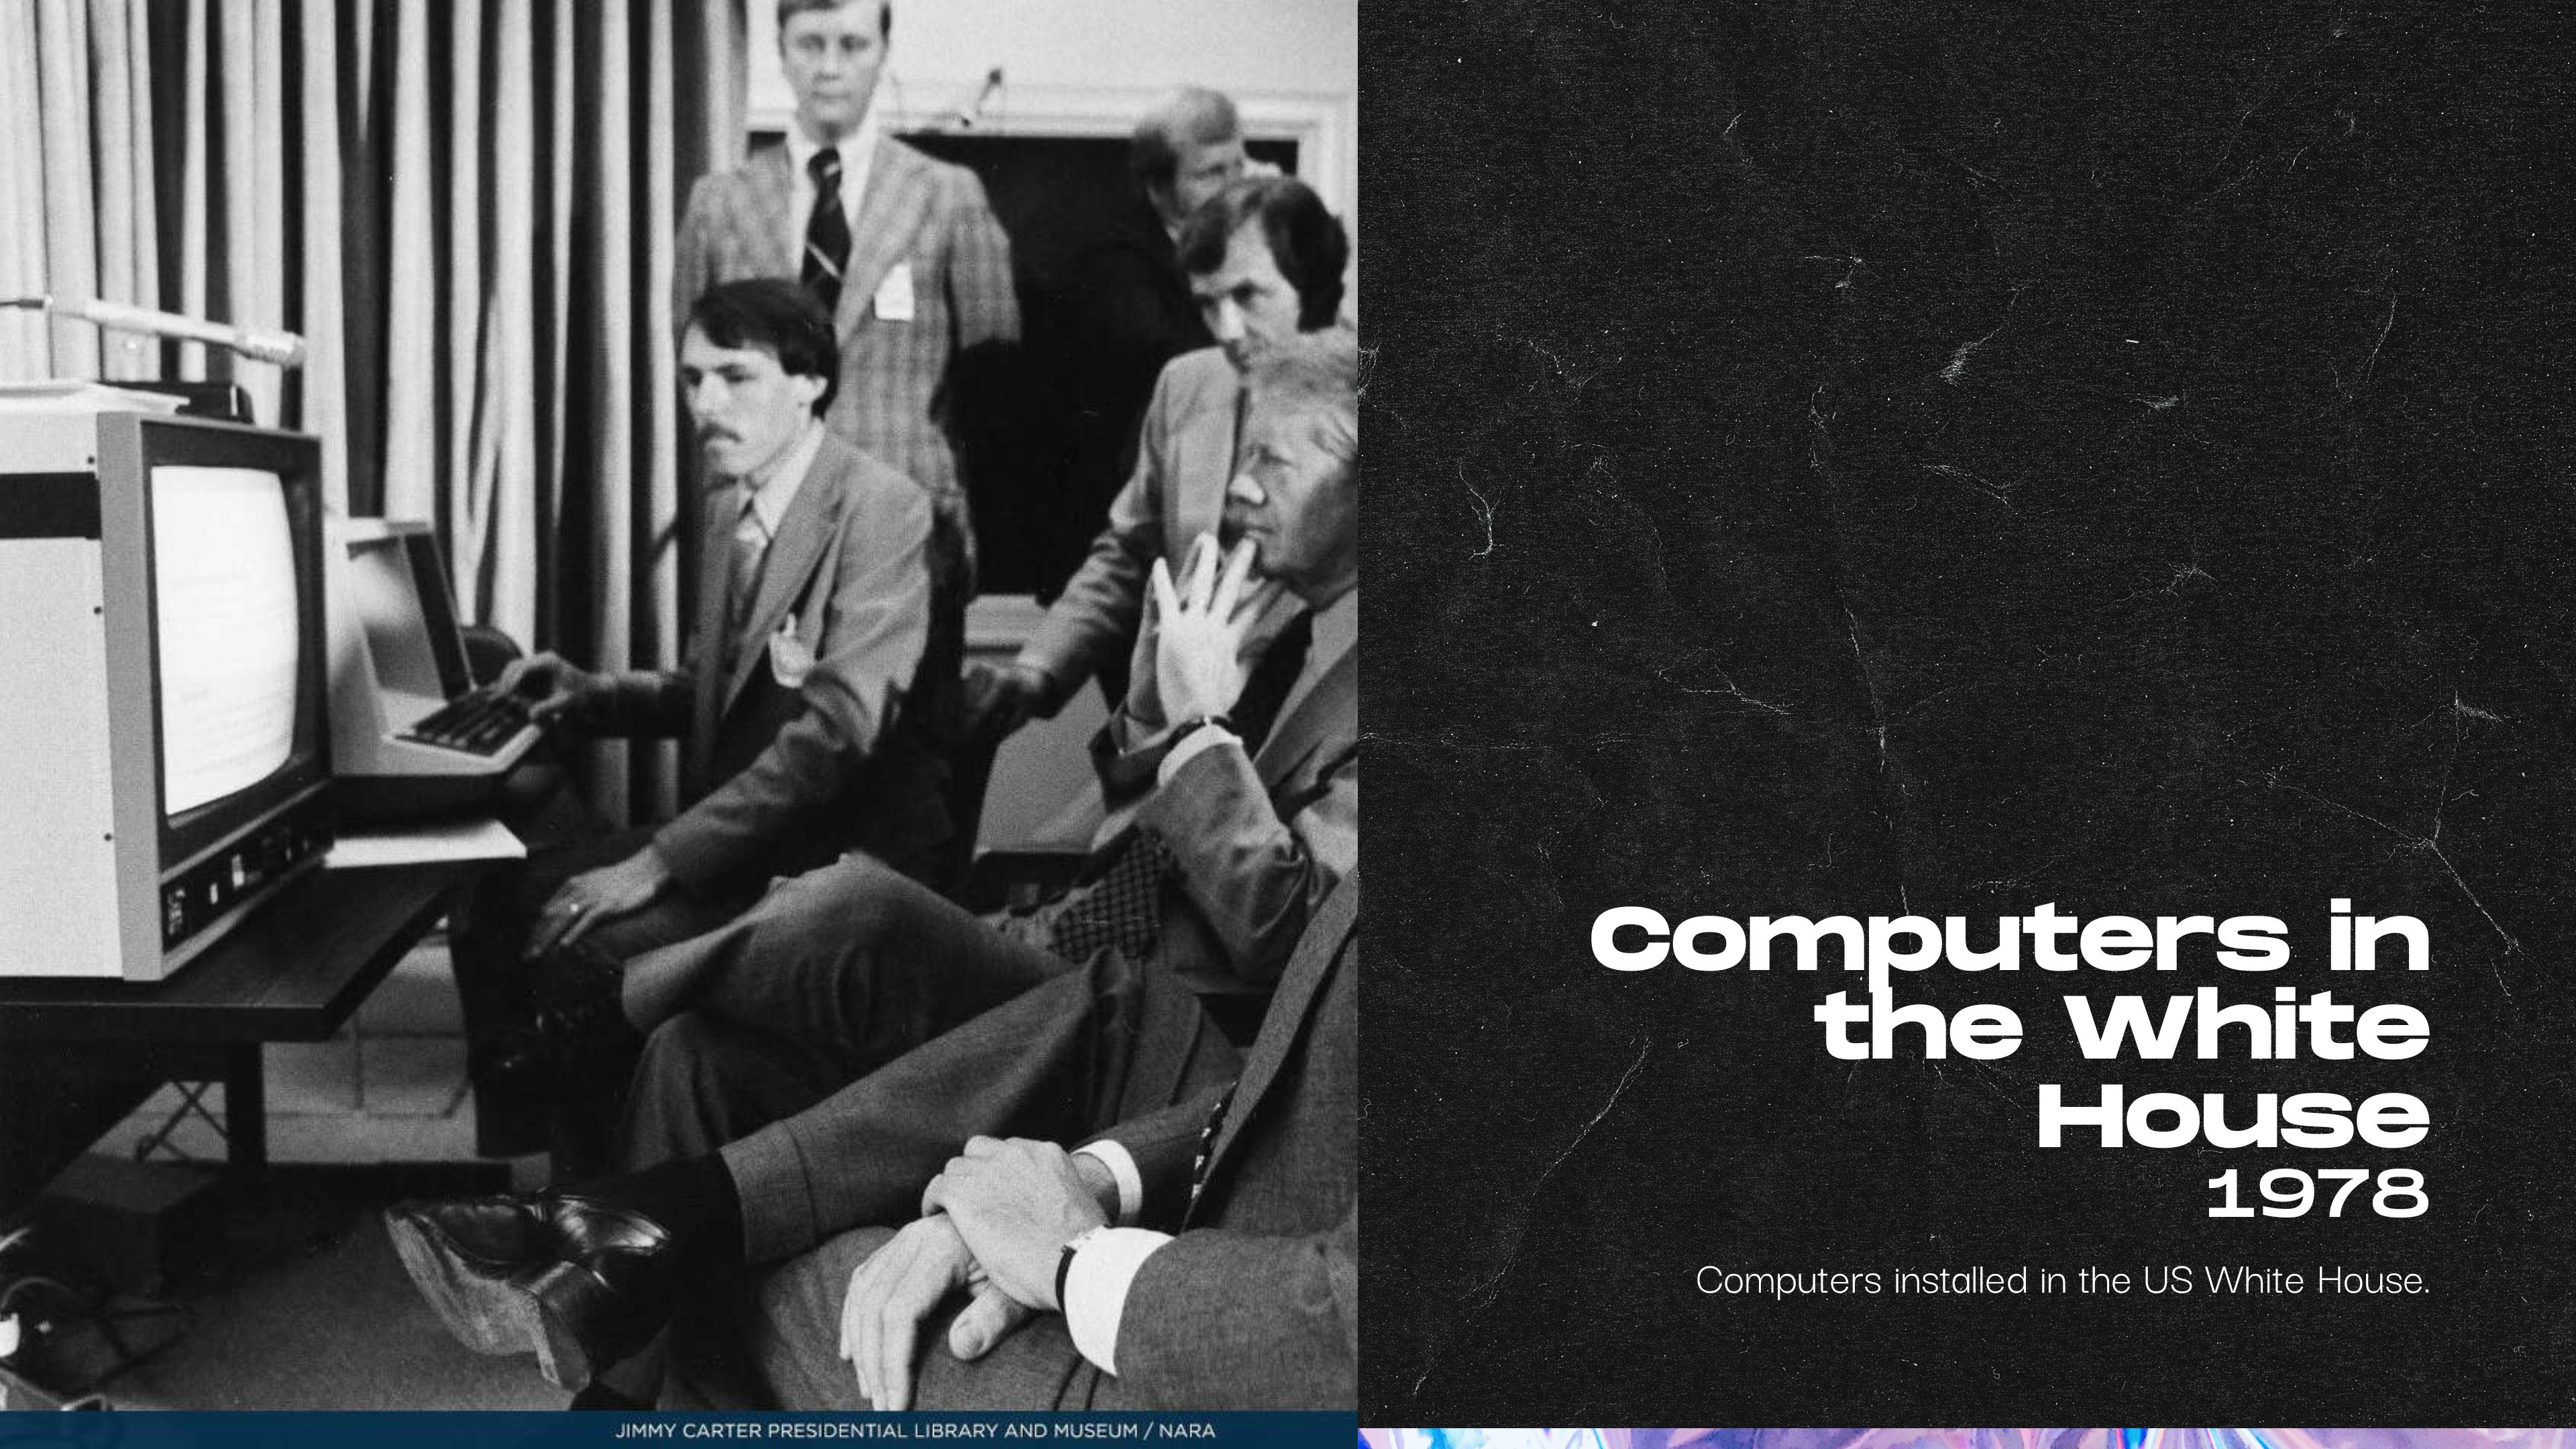 Computers in
the White
House
1978
Computers installed in the US White House.
JIMMY CARTER PRESIDENTIAL LIBRARY AND MUSEUM / NARA